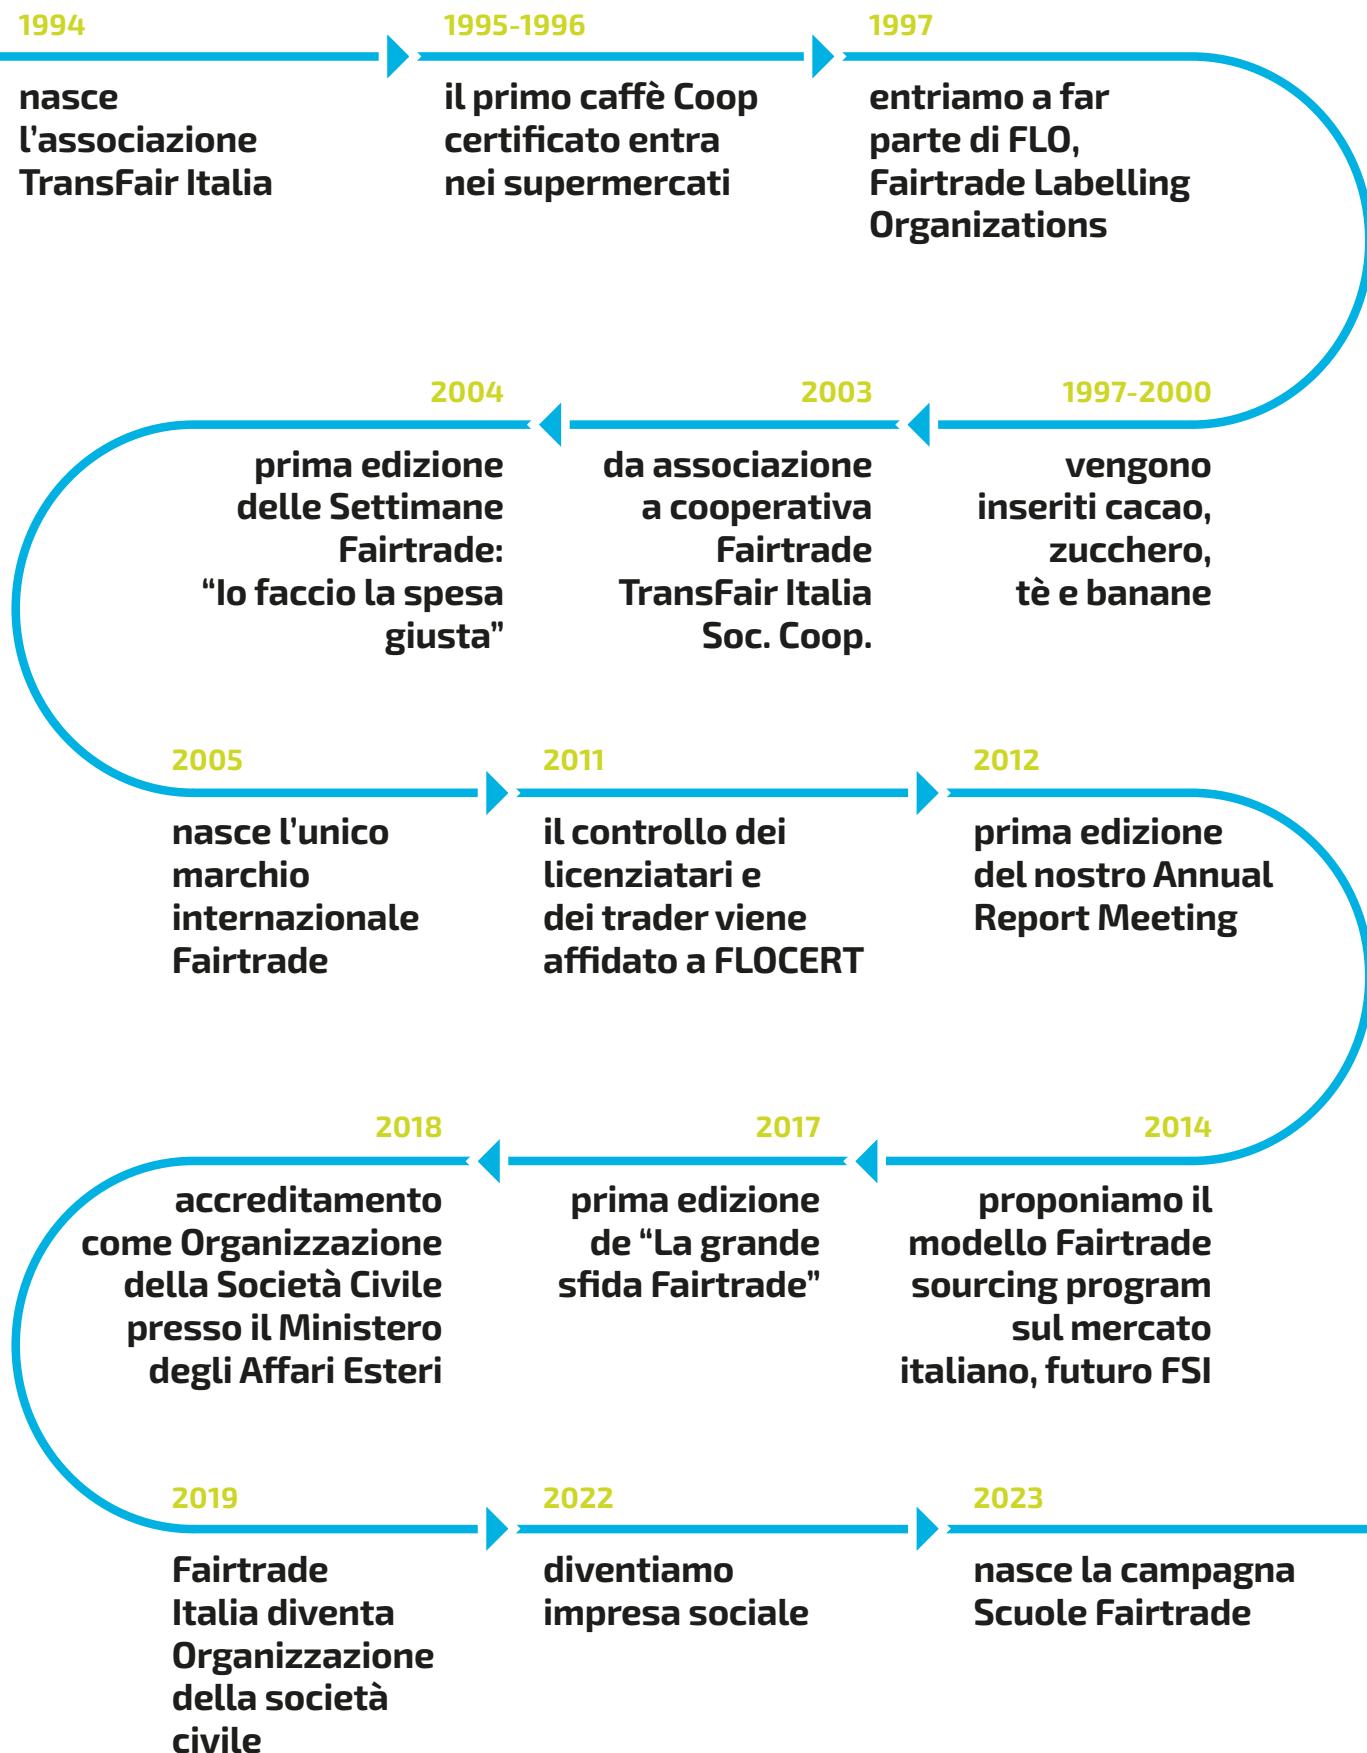 1994
nasce
l’associazione
TransFair Italia
1995-1996
il primo caffè Coop
certificato entra
nei supermercati
1997
entriamo a far
parte di FLO,
Fairtrade Labelling
Organizations
1997-2000
vengono
inseriti cacao,
zucchero,
tè e banane
2003
da associazione
a cooperativa
Fairtrade
TransFair Italia
Soc. Coop.
2004
prima edizione
delle Settimane
Fairtrade:
“Io faccio la spesa
giusta”
2005
nasce l’unico
marchio
internazionale
Fairtrade
2011
il controllo dei
licenziatari e
dei trader viene
affidato a FLOCERT
2012
prima edizione
del nostro Annual
Report Meeting
2014
proponiamo il
modello Fairtrade
sourcing program
sul mercato
italiano, futuro FSI
2017
prima edizione
de “La grande
sfida Fairtrade”
2018
accreditamento
come Organizzazione
della Società Civile
presso il Ministero
degli Affari Esteri
2019
Fairtrade
Italia diventa
Organizzazione
della società
civile
2022
diventiamo
impresa sociale
2023
nasce la campagna
Scuole Fairtrade